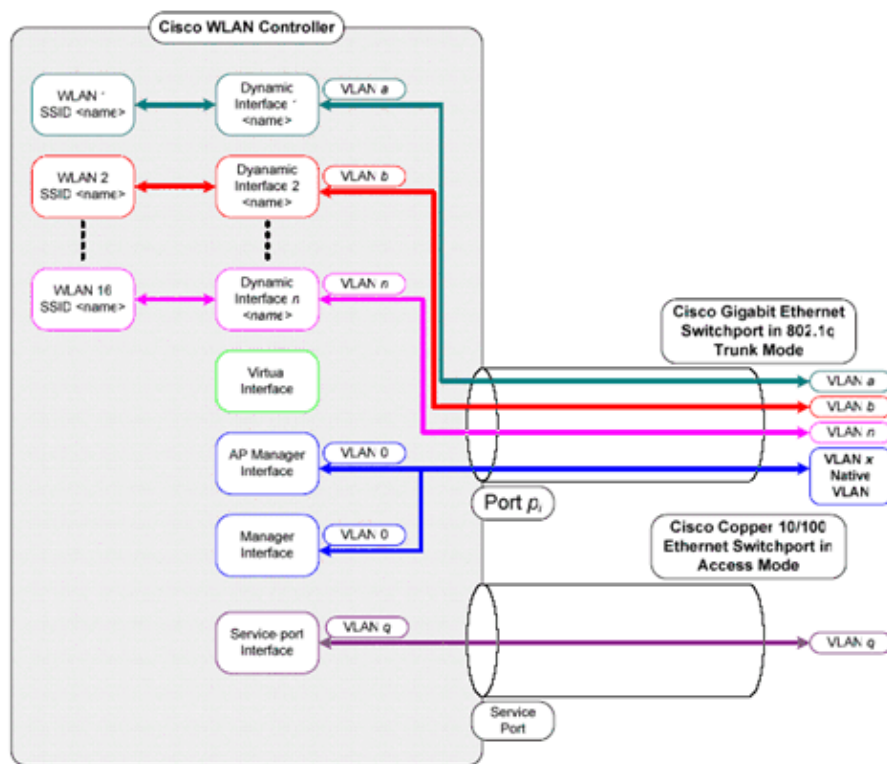 Cisco WLAN Controller
WLAN 1
SSID <name>
Dynamic
Interface 1
<name>
VLAN a
WLAN 2
SSID <name>
Dyanamic
Interface 2
<name>
VLAN b
WLAN 16
SSID <name>
Dynamic
Interface n
<name>
VLAN n
Cisco Gigabit Ethernet
Switchport in 802.1q
Trunk Mode
Virtua
Interface
VLAN a
VLAN b
VLAN n
AP Manager
Interface
VLAN 0
VLAN x
Native
VLAN
Port pi
Manager
Interface
VLAN 0
Cisco Copper 10/100
Ethernet Switchport in
Access Mode
Service-port
Interface
VLAN q
VLAN q
Service
Port